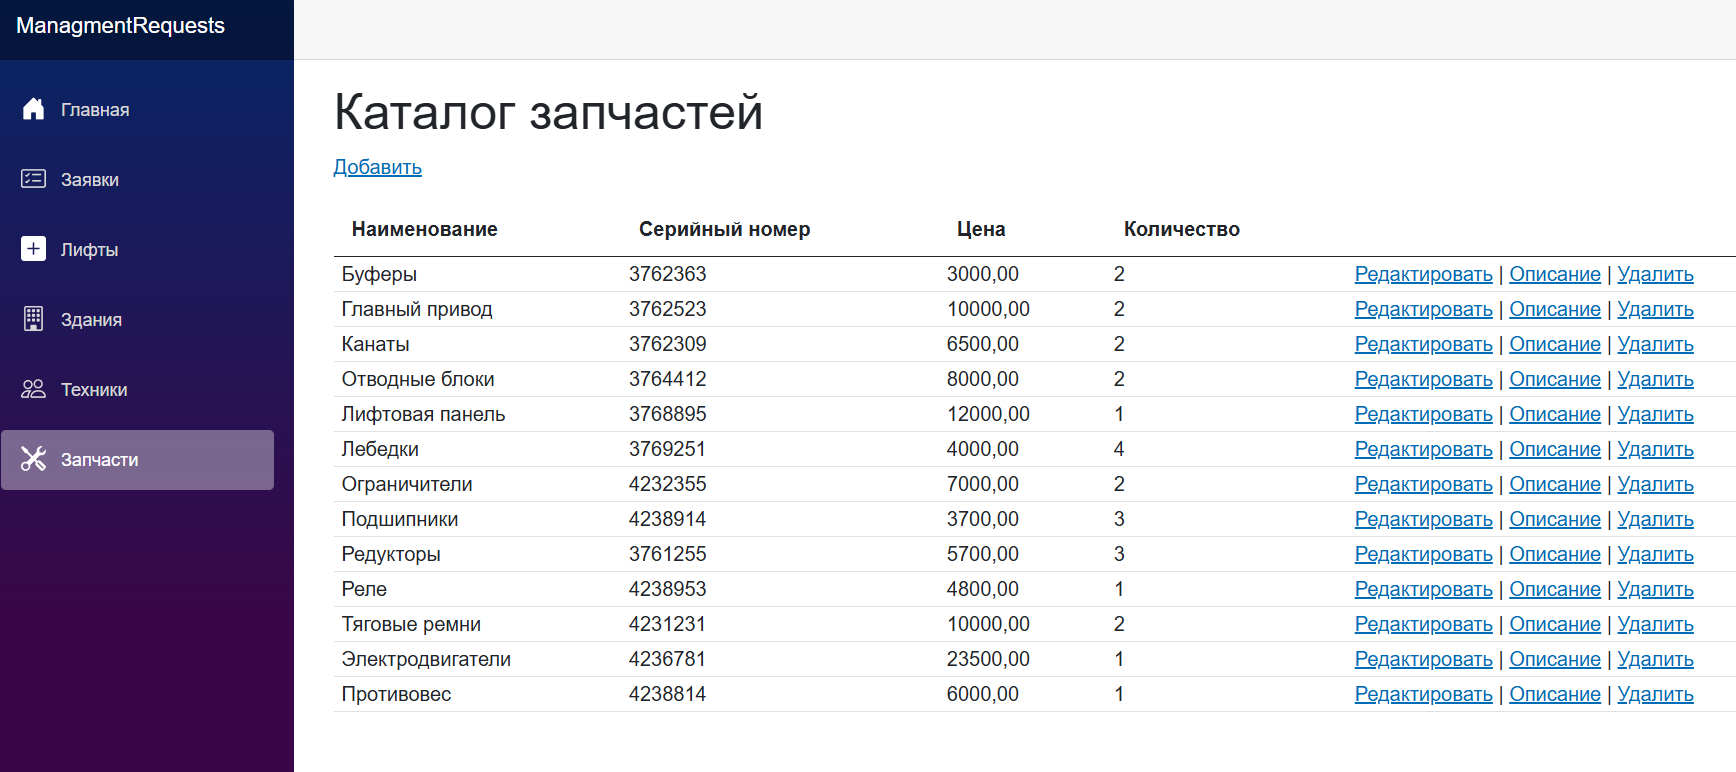 ManagmentRequests
Главная
Заявки
Лифты
Здания
Техники
Запчасти
Каталог запчастей
Добавить
Наименование Серийный номер Цена Количество
Буферы 3762363 3000,00 2 Редактировать | Описание | Удалить
Главный привод 3762523 10000,00 2 Редактировать | Описание | Удалить
Канаты 3762309 6500,00 2 Редактировать | Описание | Удалить
Отводные блоки 3764412 8000,00 2 Редактировать | Описание | Удалить
Лифтовая панель 3768895 12000,00 1 Редактировать | Описание | Удалить
Лебедки 3769251 4000,00 4 Редактировать | Описание | Удалить
Ограничители 4232355 7000,00 2 Редактировать | Описание | Удалить
Подшипники 4238914 3700,00 3 Редактировать | Описание | Удалить
Редукторы 3761255 5700,00 3 Редактировать | Описание | Удалить
Реле 4238953 4800,00 1 Редактировать | Описание | Удалить
Тяговые ремни 4231231 10000,00 2 Редактировать | Описание | Удалить
Электродвигатели 4236781 23500,00 1 Редактировать | Описание | Удалить
Противовес 4238814 6000,00 1 Редактировать | Описание | Удалить